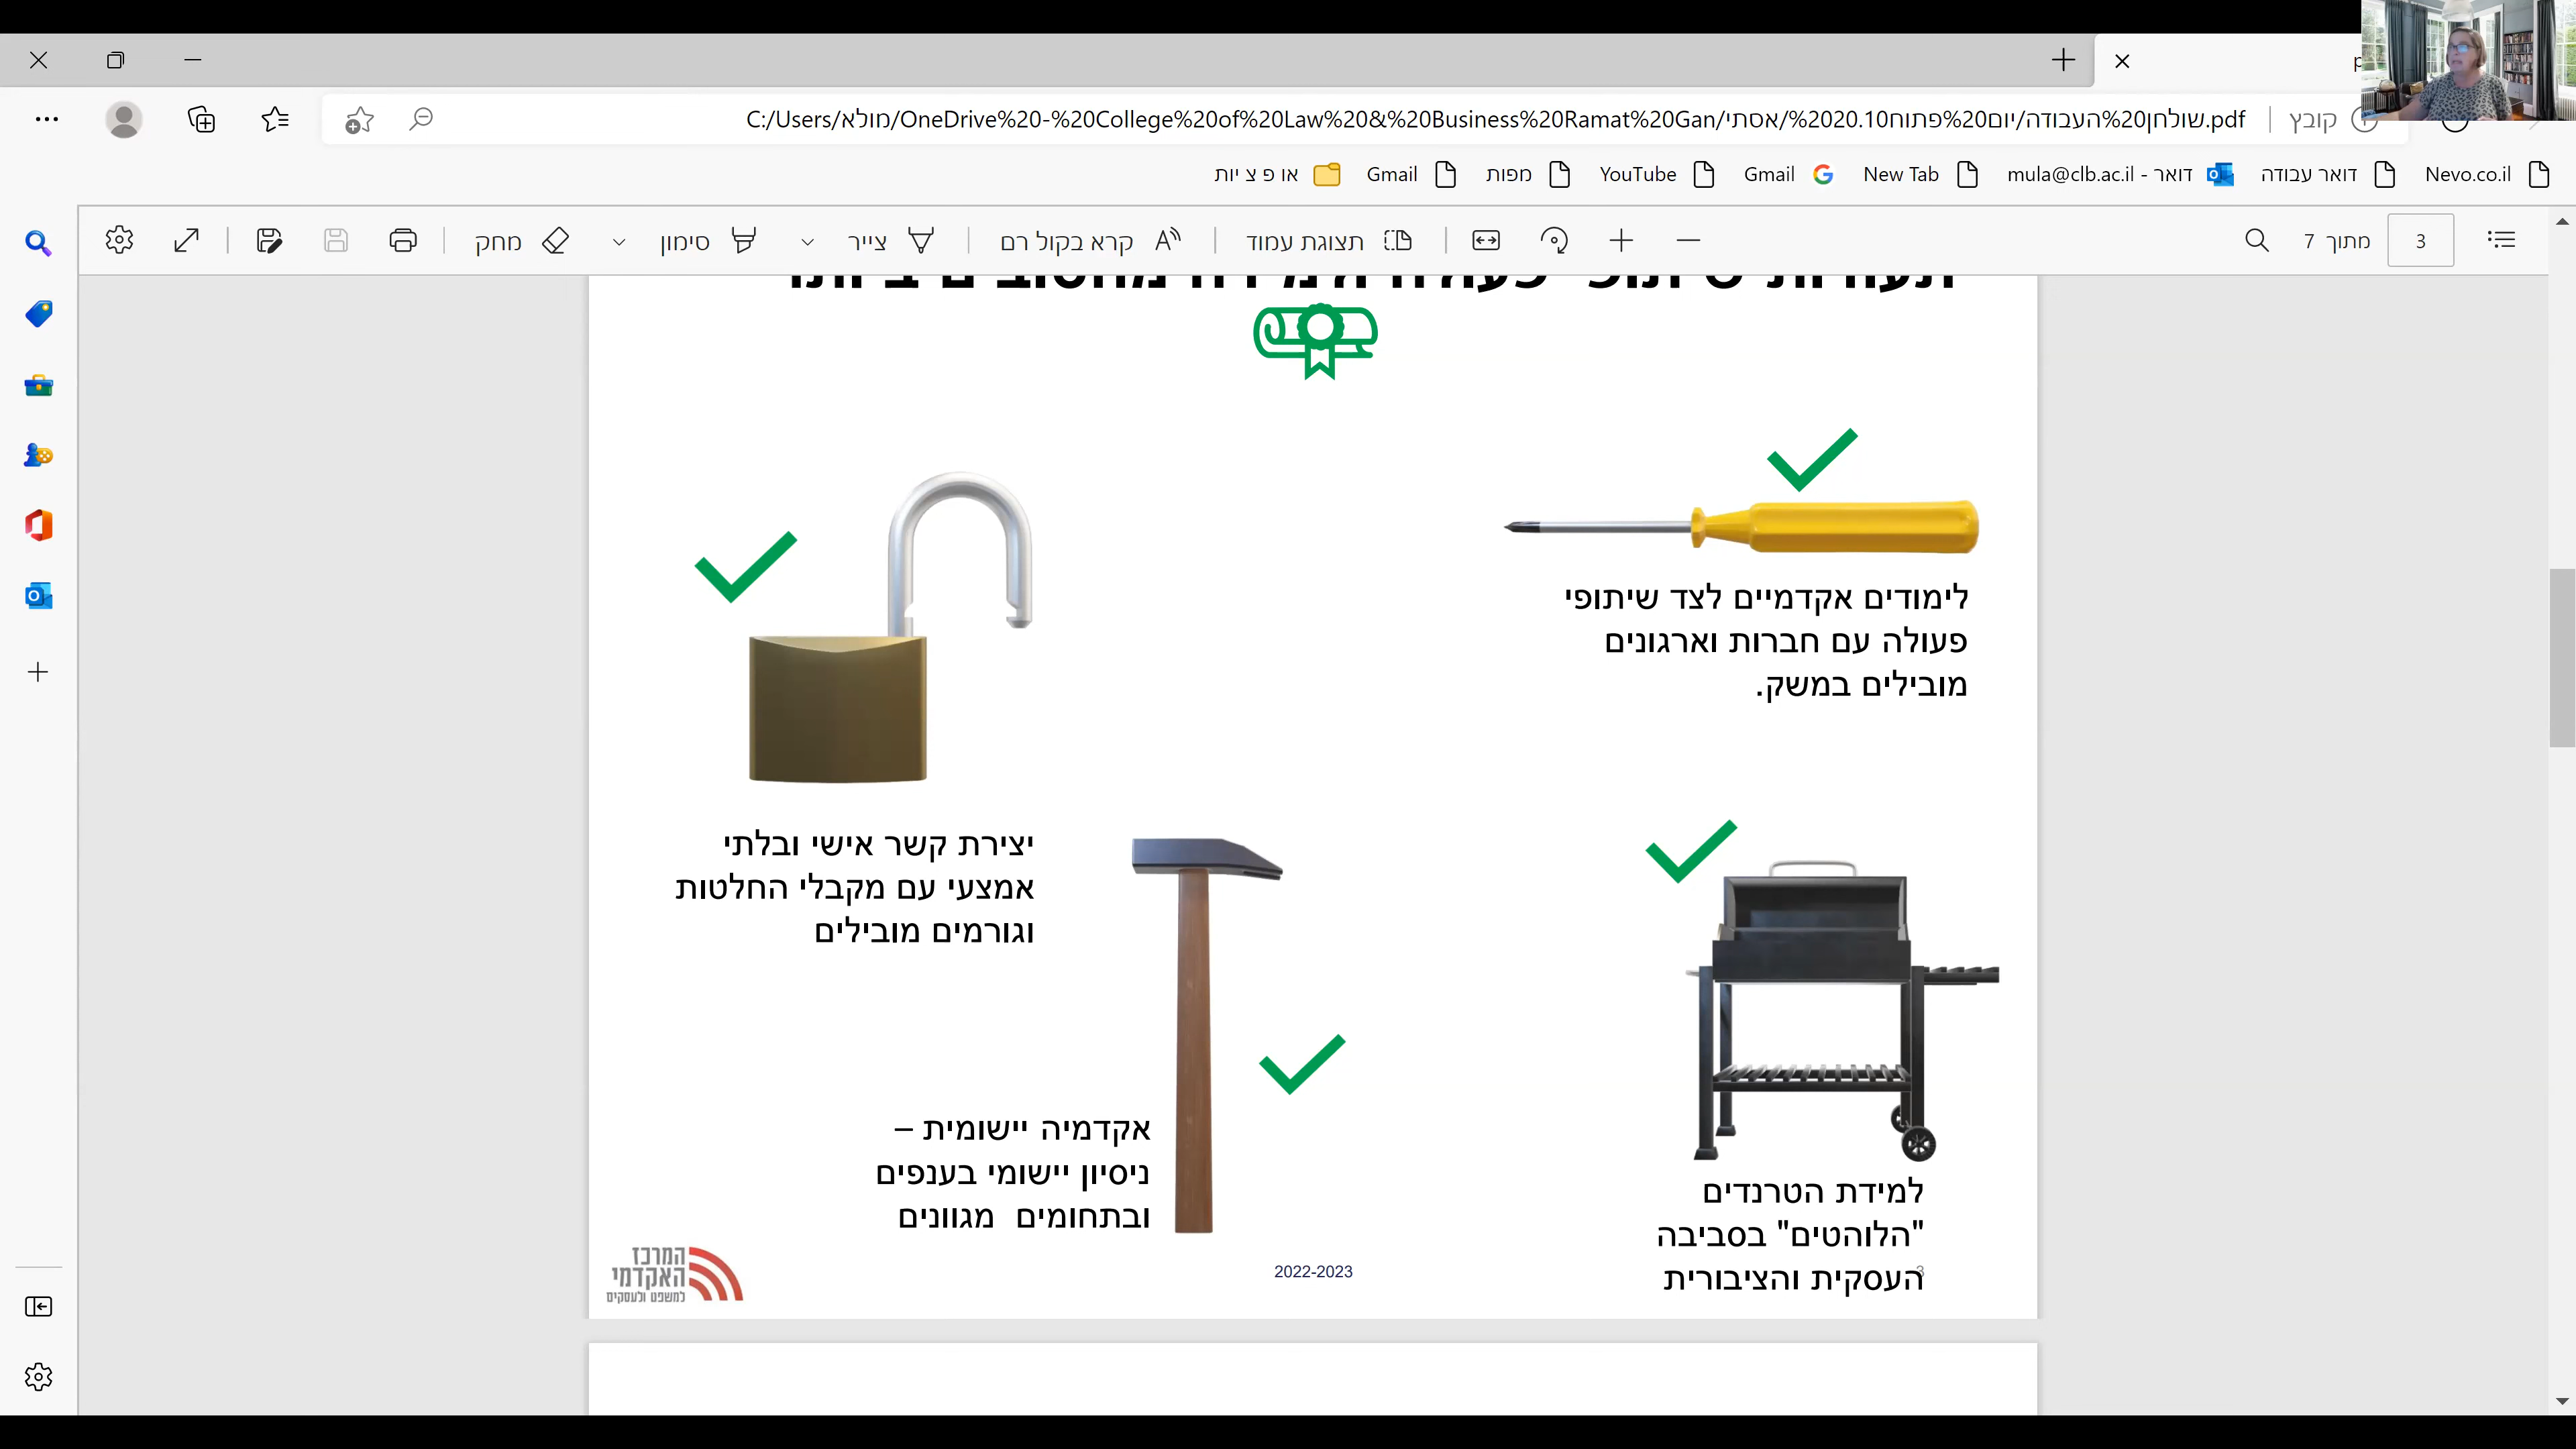 C:/Users/מולא/OneDrive%20-%20College%20of%20Law%20&%20Business%20Ramat%20Gan/אסתי/%2020.10יום%20פתוח/שולחן%20העבודה.pdf
קובץ
Nevo.co.il
דואר עבודה
דואר - mula@clb.ac.il
New Tab
Gmail
YouTube
מפות
Gmail
או פ צ יות
3
מתוך 7
תצוגת עמוד
קרא בקול רם
צייר
סימון
מחק
לימודים אקדמיים לצד שיתופי
פעולה עם חברות וארגונים
מובילים במשק.
יצירת קשר אישי ובלתי
אמצעי עם מקבלי החלטות
וגורמים מובילים
אקדמיה יישומית –
ניסיון יישומי בענפים
ובתחומים מגוונים
למידת הטרנדים
"הלוהטים" בסביבה
העסקית והציבורית
3
2022-2023
המרכז
האקדמי
למשפט ולעסקים